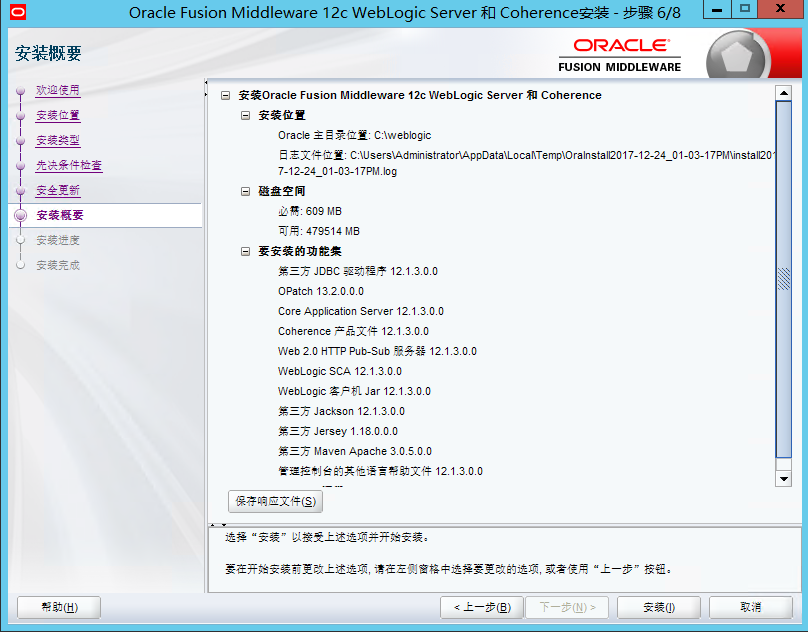 Oracle Fusion Middleware 12c WebLogic Server 和 Coherence安装 - 步骤 6/8
安装概要
ORACLE
FUSION MIDDLEWARE
欢迎使用
安装位置
安装类型
先决条件检查
安全更新
安装概要
安装进度
安装完成
安装Oracle Fusion Middleware 12c WebLogic Server 和 Coherence
安装位置
Oracle 主目录位置: C:\weblogic
日志文件位置: C:\Users\Administrator\AppData\Local\Temp\OraInstall2017-12-24_01-03-17PM\install201
7-12-24_01-03-17PM.log
磁盘空间
必需: 609 MB
可用: 479514 MB
要安装的功能集
第三方 JDBC 驱动程序 12.1.3.0.0
OPatch 13.2.0.0.0
Core Application Server 12.1.3.0.0
Coherence 产品文件 12.1.3.0.0
Web 2.0 HTTP Pub-Sub 服务器 12.1.3.0.0
WebLogic SCA 12.1.3.0.0
WebLogic 客户机 Jar 12.1.3.0.0
第三方 Jackson 12.1.3.0.0
第三方 Jersey 1.18.0.0.0
第三方 Maven Apache 3.0.5.0.0
管理控制台的其他语言帮助文件 12.1.3.0.0
保存响应文件(S)
选择“安装”以接受上述选项并开始安装。
要在开始安装前更改上述选项, 请在左侧窗格中选择要更改的选项, 或者使用“上一步”按钮。
帮助(H)
< 上一步(B)
下一步(N) >
安装(I)
取消